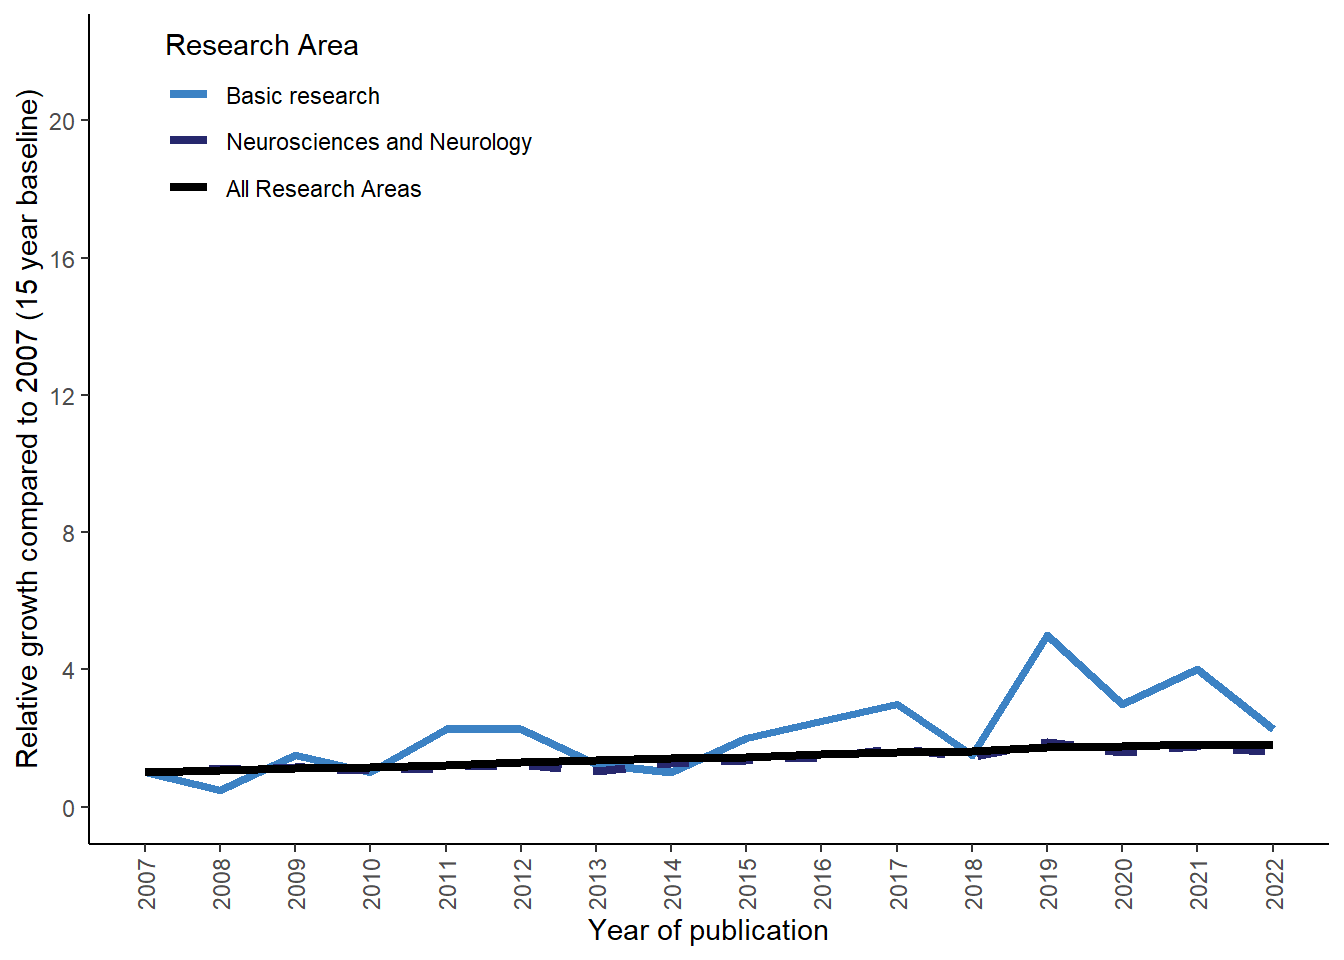 Research Area
Basic research
Neurosciences and Neurology
All Research Areas
Relative growth compared to 2007 (15 year baseline)
20
16
12
8
4
0
2007 2008 2009 2010 2011 2012 2013 2014 2015 2016 2017 2018 2019 2020 2021 2022
Year of publication